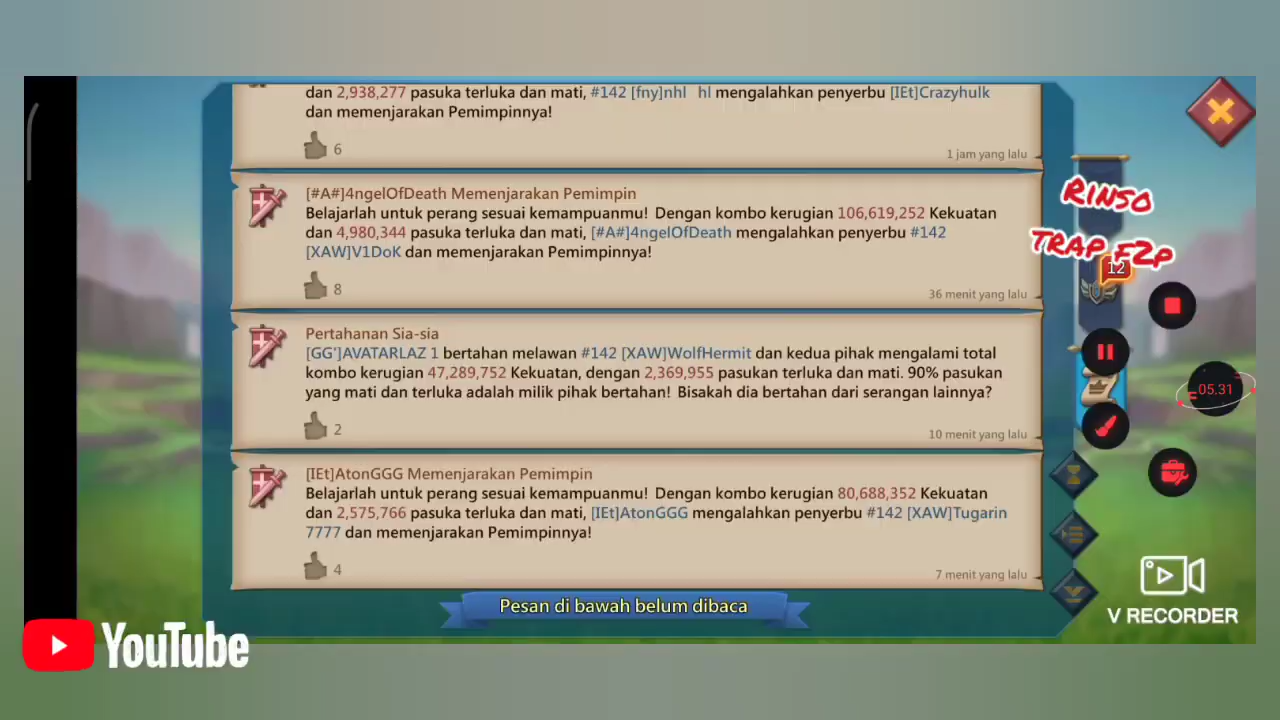 dan 2,938,277 pasuka terluka dan mati, #142 [fny]nhl hl mengalahkan penyerbu [IEt]Crazyhulk
dan memenjarakan Pemimpinnya!
6
1 jam yang lalu
[#A#]4ngelOfDeath Memenjarakan Pemimpin
Belajarlah untuk perang sesuai kemampuanmu! Dengan kombo kerugian 106,619,252 Kekuatan
dan 4,980,344 pasuka terluka dan mati, [#A#]4ngelOfDeath mengalahkan penyerbu #142
[XAW]V1DoK dan memenjarakan Pemimpinnya!
8
36 menit yang lalu
Pertahanan Sia-sia
[GG']AVATARLAZ 1 bertahan melawan #142 [XAW]WolfHermit dan kedua pihak mengalami total
kombo kerugian 47,289,752 Kekuatan, dengan 2,369,955 pasukan terluka dan mati. 90% pasukan
yang mati dan terluka adalah milik pihak bertahan! Bisakah dia bertahan dari serangan lainnya?
2
10 menit yang lalu
[IEt]AtonGGG Memenjarakan Pemimpin
Belajarlah untuk perang sesuai kemampuanmu! Dengan kombo kerugian 80,688,352 Kekuatan
dan 2,575,766 pasuka terluka dan mati, [IEt]AtonGGG mengalahkan penyerbu #142 [XAW]Tugarin
7777 dan memenjarakan Pemimpinnya!
4
7 menit yang lalu
Pesan di bawah belum dibaca
RINSO
TRAP F2P
12
05.31
V RECORDER
YouTube